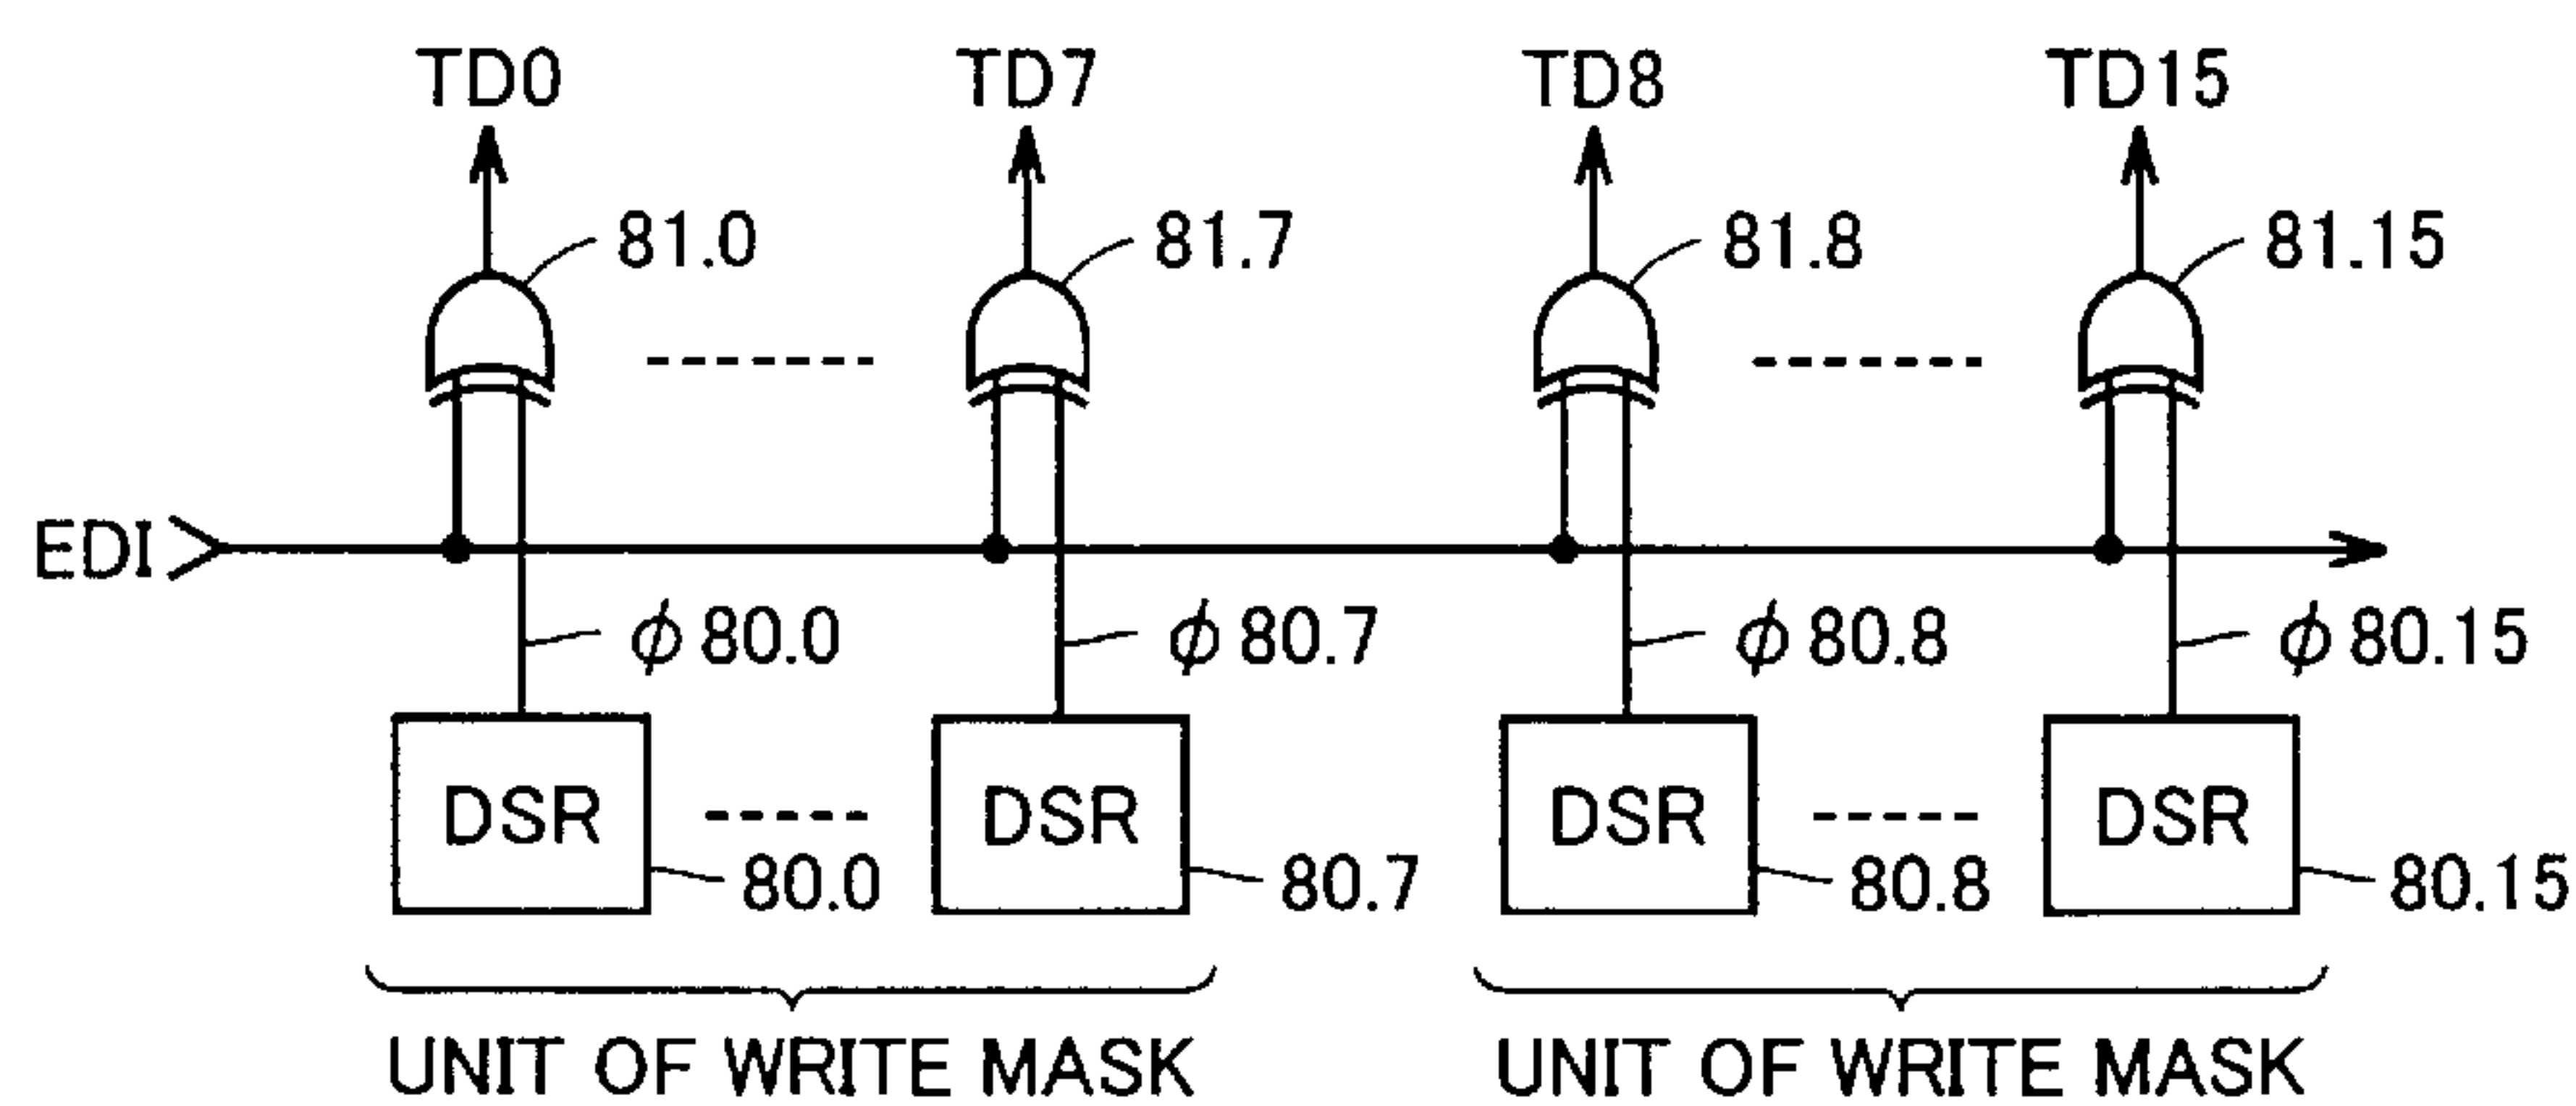 TD0 TD7 TD8 TD15
81.0 81.7 81.8 81.15
EDI
ϕ80.0 ϕ80.7 ϕ80.8 ϕ80.15
DSR DSR DSR DSR
80.0 80.7 80.8 80.15
UNIT OF WRITE MASK UNIT OF WRITE MASK